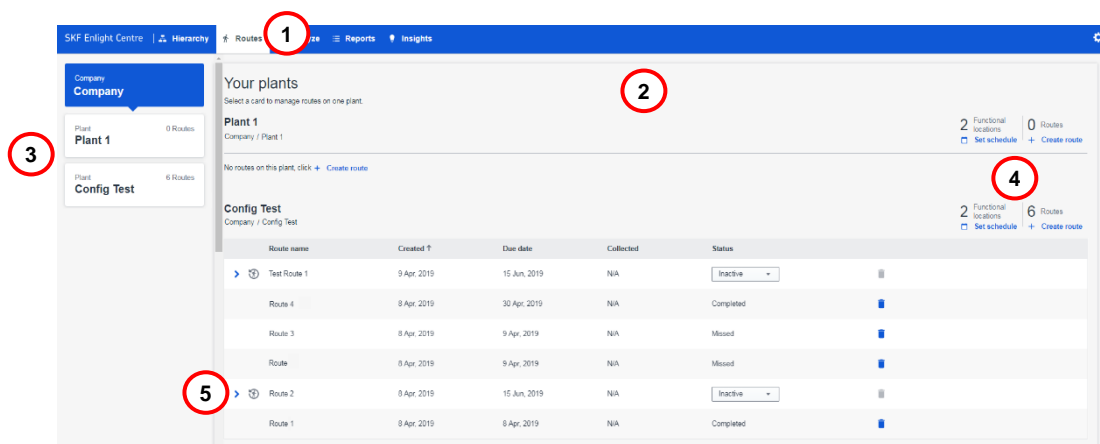 SKF Enlight Centre | Hierarchy Routes 1 yze Reports Insights
Company
Company
Plant 0 Routes
Plant 1
3
Plant 6 Routes
Config Test
Your plants
2
Select a card to manage routes on one plant.
Plant 1
Company / Plant 1
2 Functional locations 0 Routes
Set schedule + Create route
No routes on this plant, click + Create route
4
Config Test
Company / Config Test
2 Functional locations 6 Routes
Set schedule + Create route
Route name Created ↑ Due date Collected Status
Test Route 1 9 Apr, 2019 15 Jun, 2019 N/A Inactive
Route 4 8 Apr, 2019 30 Apr, 2019 N/A Completed
Route 3 8 Apr, 2019 9 Apr, 2019 N/A Missed
Route 8 Apr, 2019 9 Apr, 2019 N/A Missed
5 Route 2 8 Apr, 2019 15 Jun, 2019 N/A Inactive
Route 1 8 Apr, 2019 8 Apr, 2019 N/A Completed